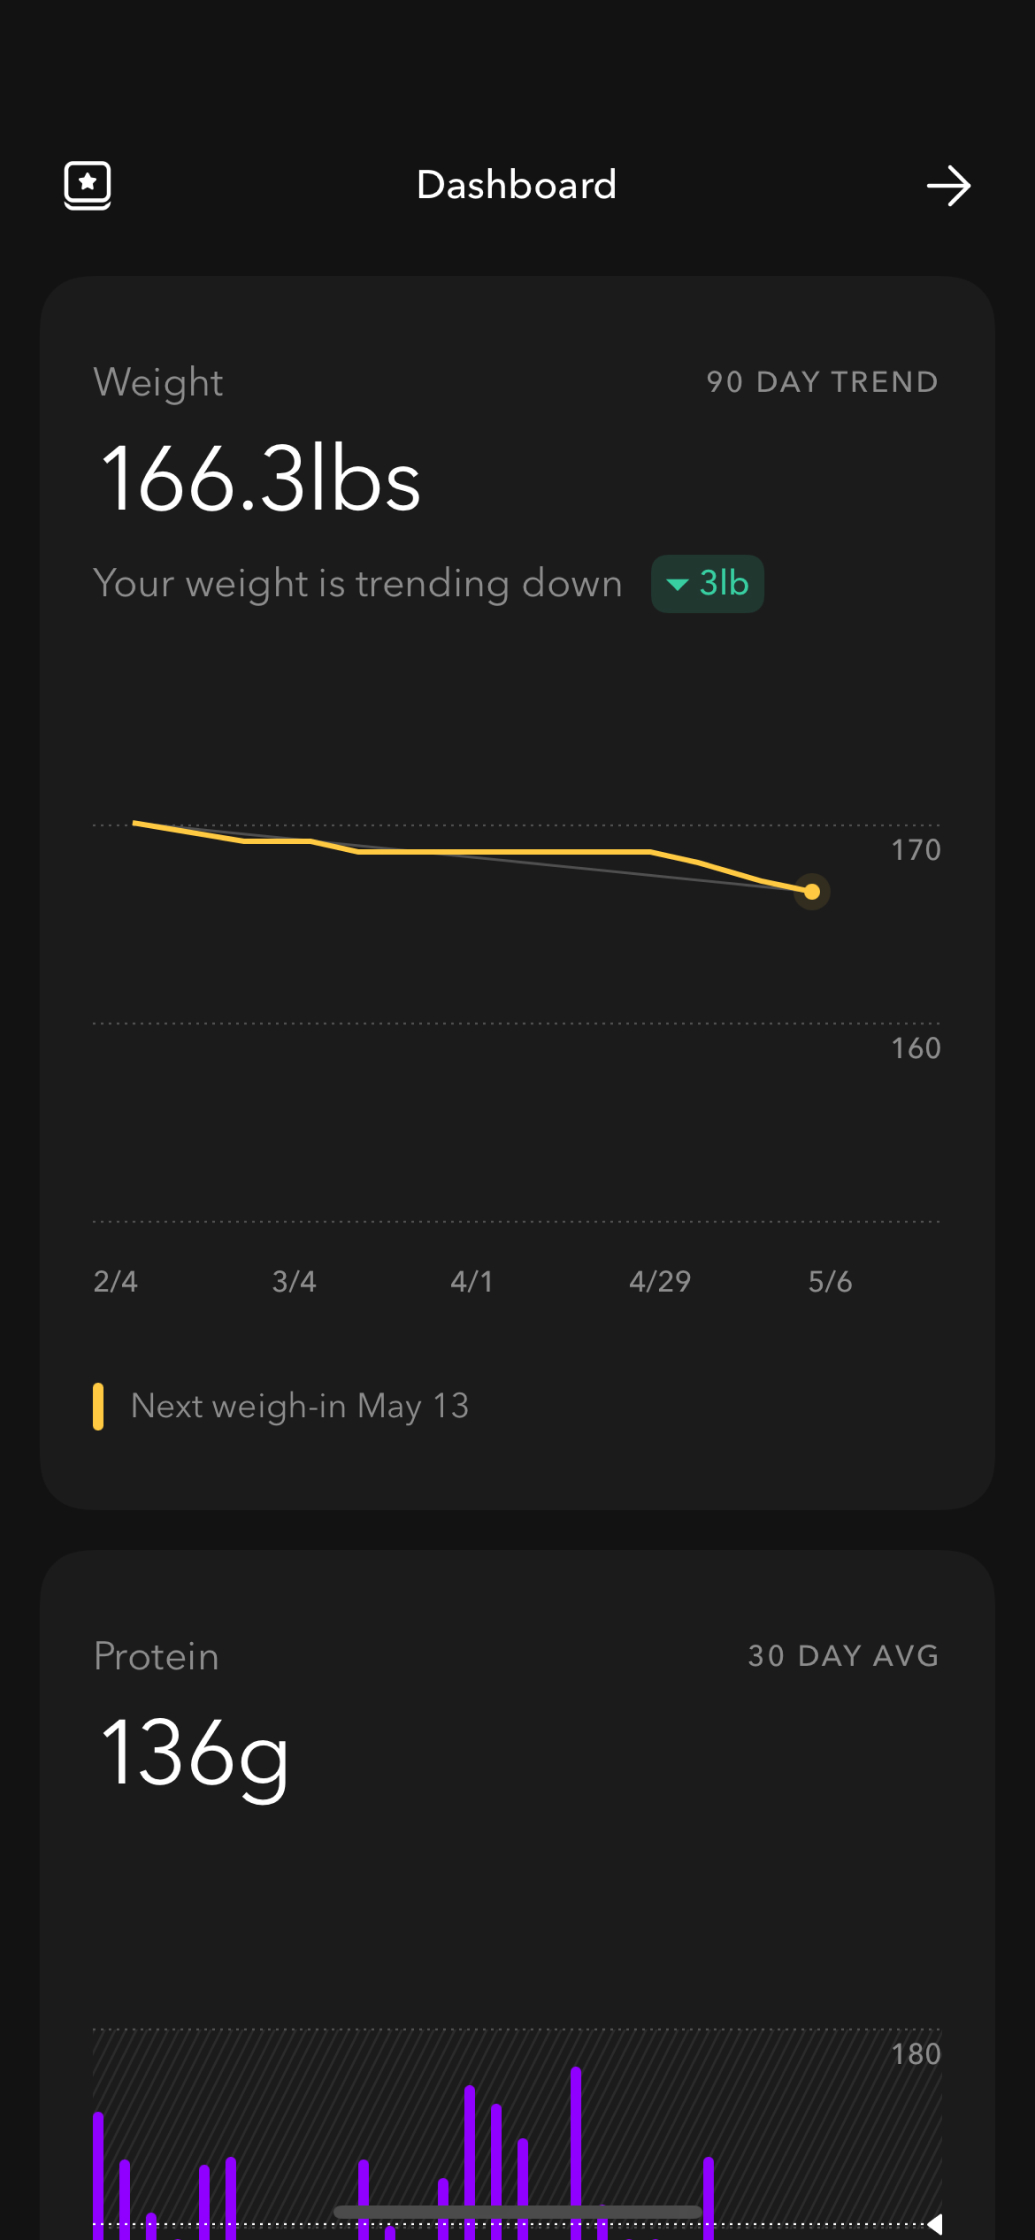 Dashboard
Weight
90 DAY TREND
166.3lbs
Your weight is trending down
3lb
170
160
2/4 3/4 4/1 4/29 5/6
Next weigh-in May 13
Protein
30 DAY AVG
136g
180